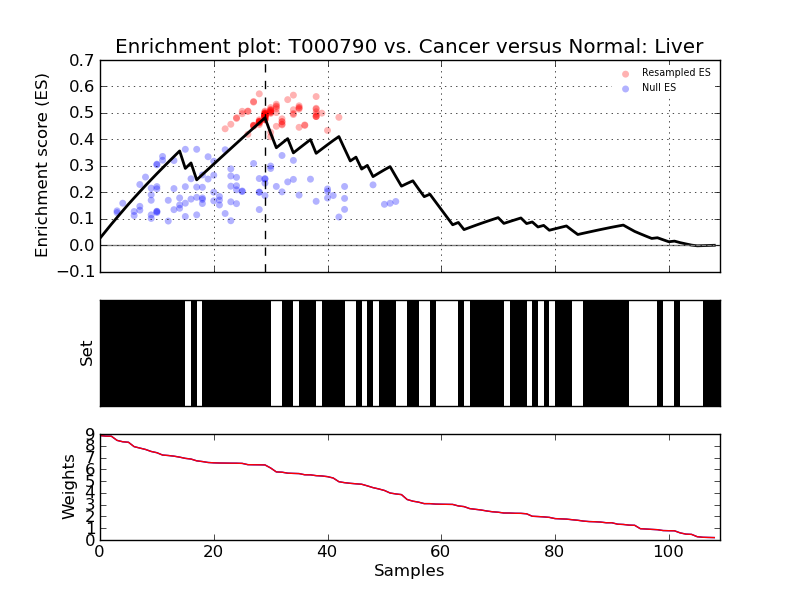 Enrichment plot: T000790 vs. Cancer versus Normal: Liver
Enrichment score (ES)
0.7
0.6
0.5
0.4
0.3
0.2
0.1
0.0
−0.1
Resampled ES
Null ES
Set
Weights
9
8
7
6
5
4
3
2
1
0
0 20 40 60 80 100
Samples